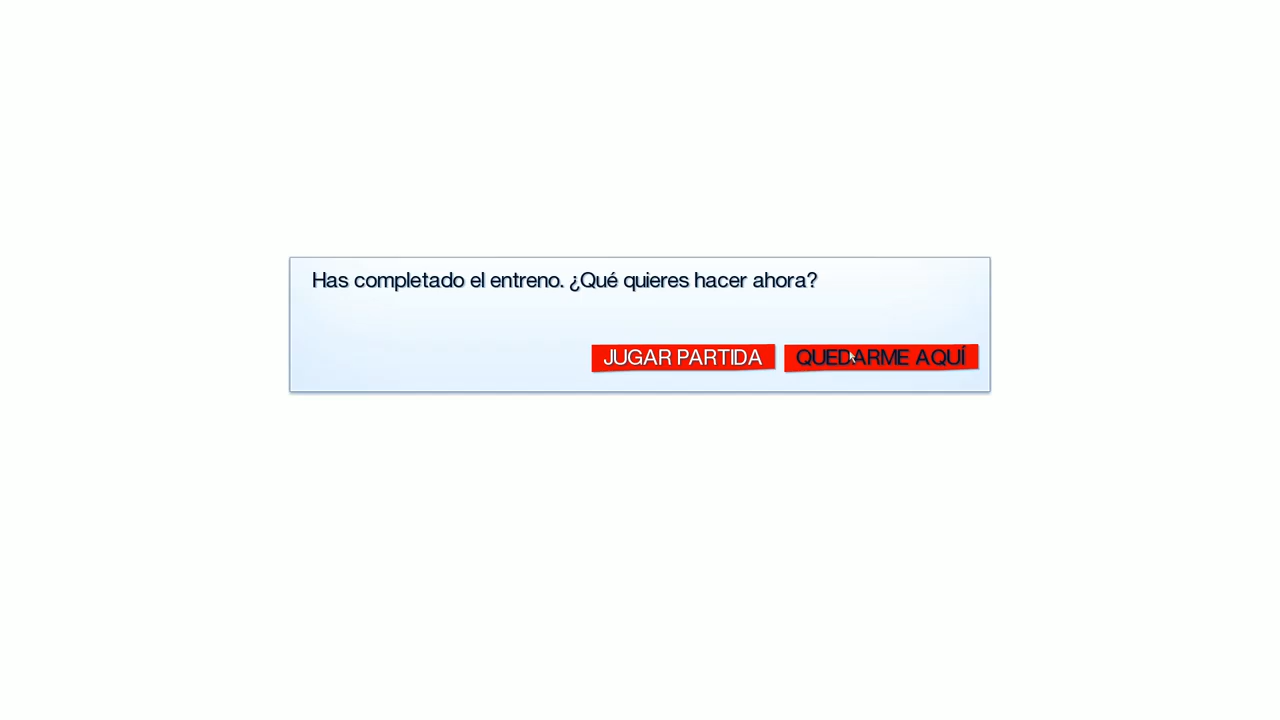 Has completado el entreno. ¿Qué quieres hacer ahora?
JUGAR PARTIDA QUEDARME AQUÍ